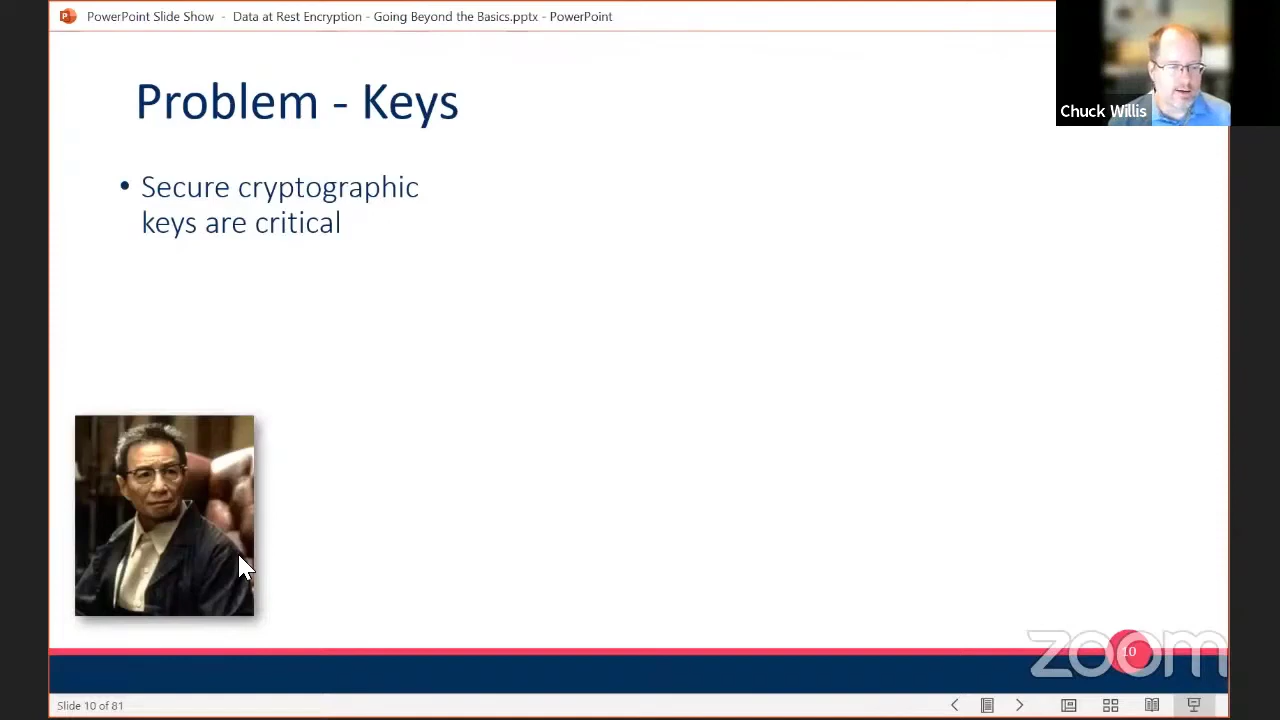 PowerPoint Slide Show - Data at Rest Encryption - Going Beyond the Basics.pptx - PowerPoint
Chuck Willis
Problem - Keys
• Secure cryptographic
keys are critical
10
zoom
Slide 10 of 81